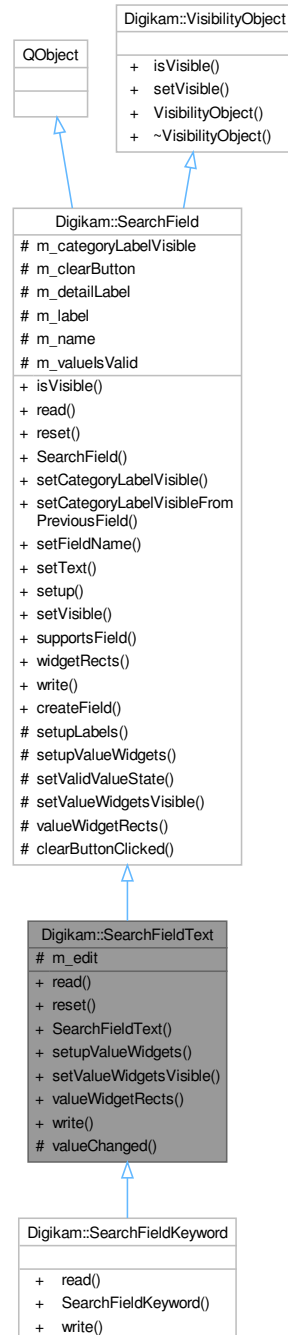 Digikam::VisibilityObject
+ isVisible()
+ setVisible()
+ VisibilityObject()
+ ~VisibilityObject()
QObject
Digikam::SearchField
# m_categoryLabelVisible
# m_clearButton
# m_detailLabel
# m_label
# m_name
# m_valueIsValid
+ isVisible()
+ read()
+ reset()
+ SearchField()
+ setCategoryLabelVisible()
+ setCategoryLabelVisibleFrom
PreviousField()
+ setFieldName()
+ setText()
+ setup()
+ setVisible()
+ supportsField()
+ widgetRects()
+ write()
+ createField()
# setupLabels()
# setupValueWidgets()
# setValidValueState()
# setValueWidgetsVisible()
# valueWidgetRects()
# clearButtonClicked()
Digikam::SearchFieldText
# m_edit
+ read()
+ reset()
+ SearchFieldText()
+ setupValueWidgets()
+ setValueWidgetsVisible()
+ valueWidgetRects()
+ write()
# valueChanged()
Digikam::SearchFieldKeyword
+ read()
+ SearchFieldKeyword()
+ write()